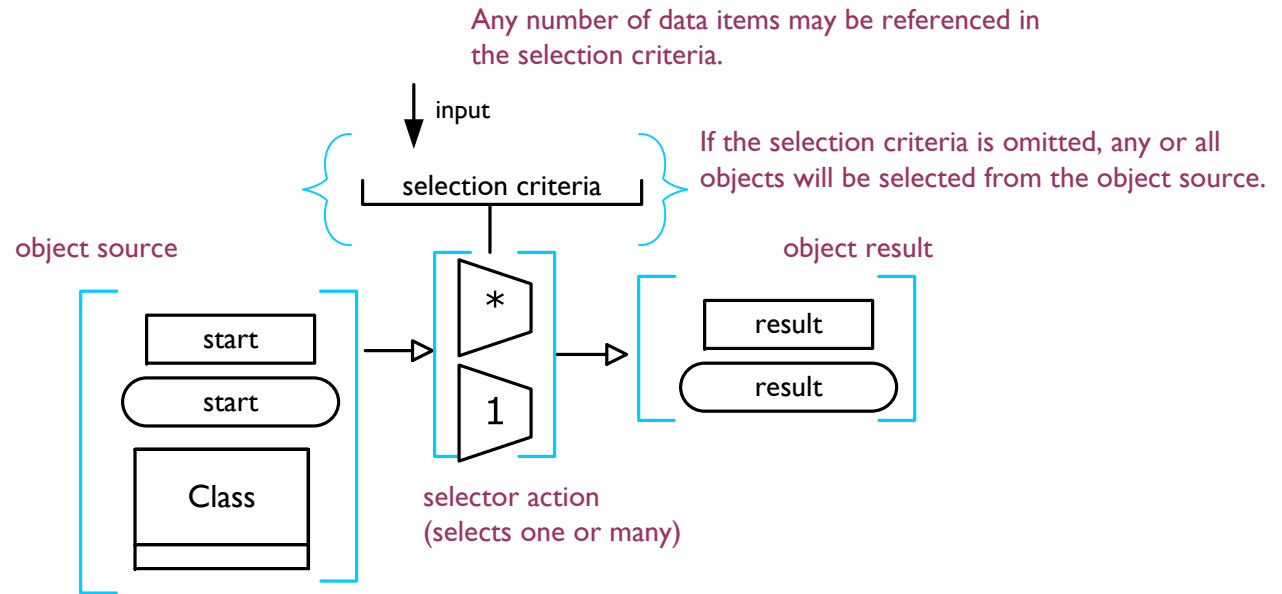 Any number of data items may be referenced in
the selection criteria.
input
If the selection criteria is omitted, any or all
objects will be selected from the object source.
selection criteria
object source
object result
*
start
result
start
result
1
Class
selector action
(selects one or many)